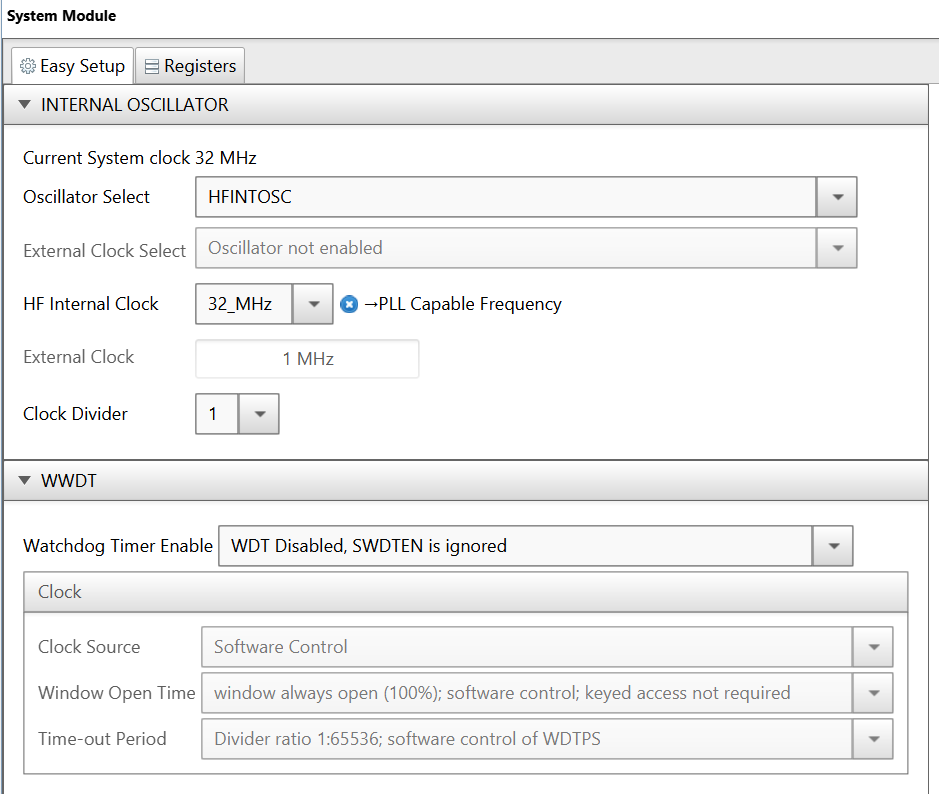 System Module
Easy Setup Registers
INTERNAL OSCILLATOR
Current System clock 32 MHz
Oscillator Select HFINTOSC
External Clock Select Oscillator not enabled
HF Internal Clock 32_MHz →PLL Capable Frequency
External Clock 1 MHz
Clock Divider 1
WWDT
Watchdog Timer Enable WDT Disabled, SWDTEN is ignored
Clock
Clock Source Software Control
Window Open Time window always open (100%); software control; keyed access not required
Time-out Period Divider ratio 1:65536; software control of WDTPS